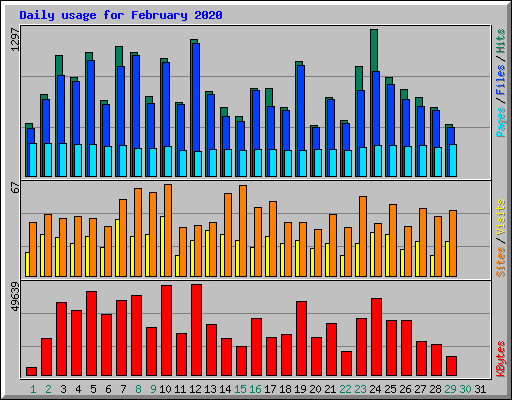 Daily usage for February 2020
1297
Pages / Files / Hits
67
Sites / Visits
49639
KBytes
1 2 3 4 5 6 7 8 9 10 11 12 13 14 15 16 17 18 19 20 21 22 23 24 25 26 27 28 29 30 31